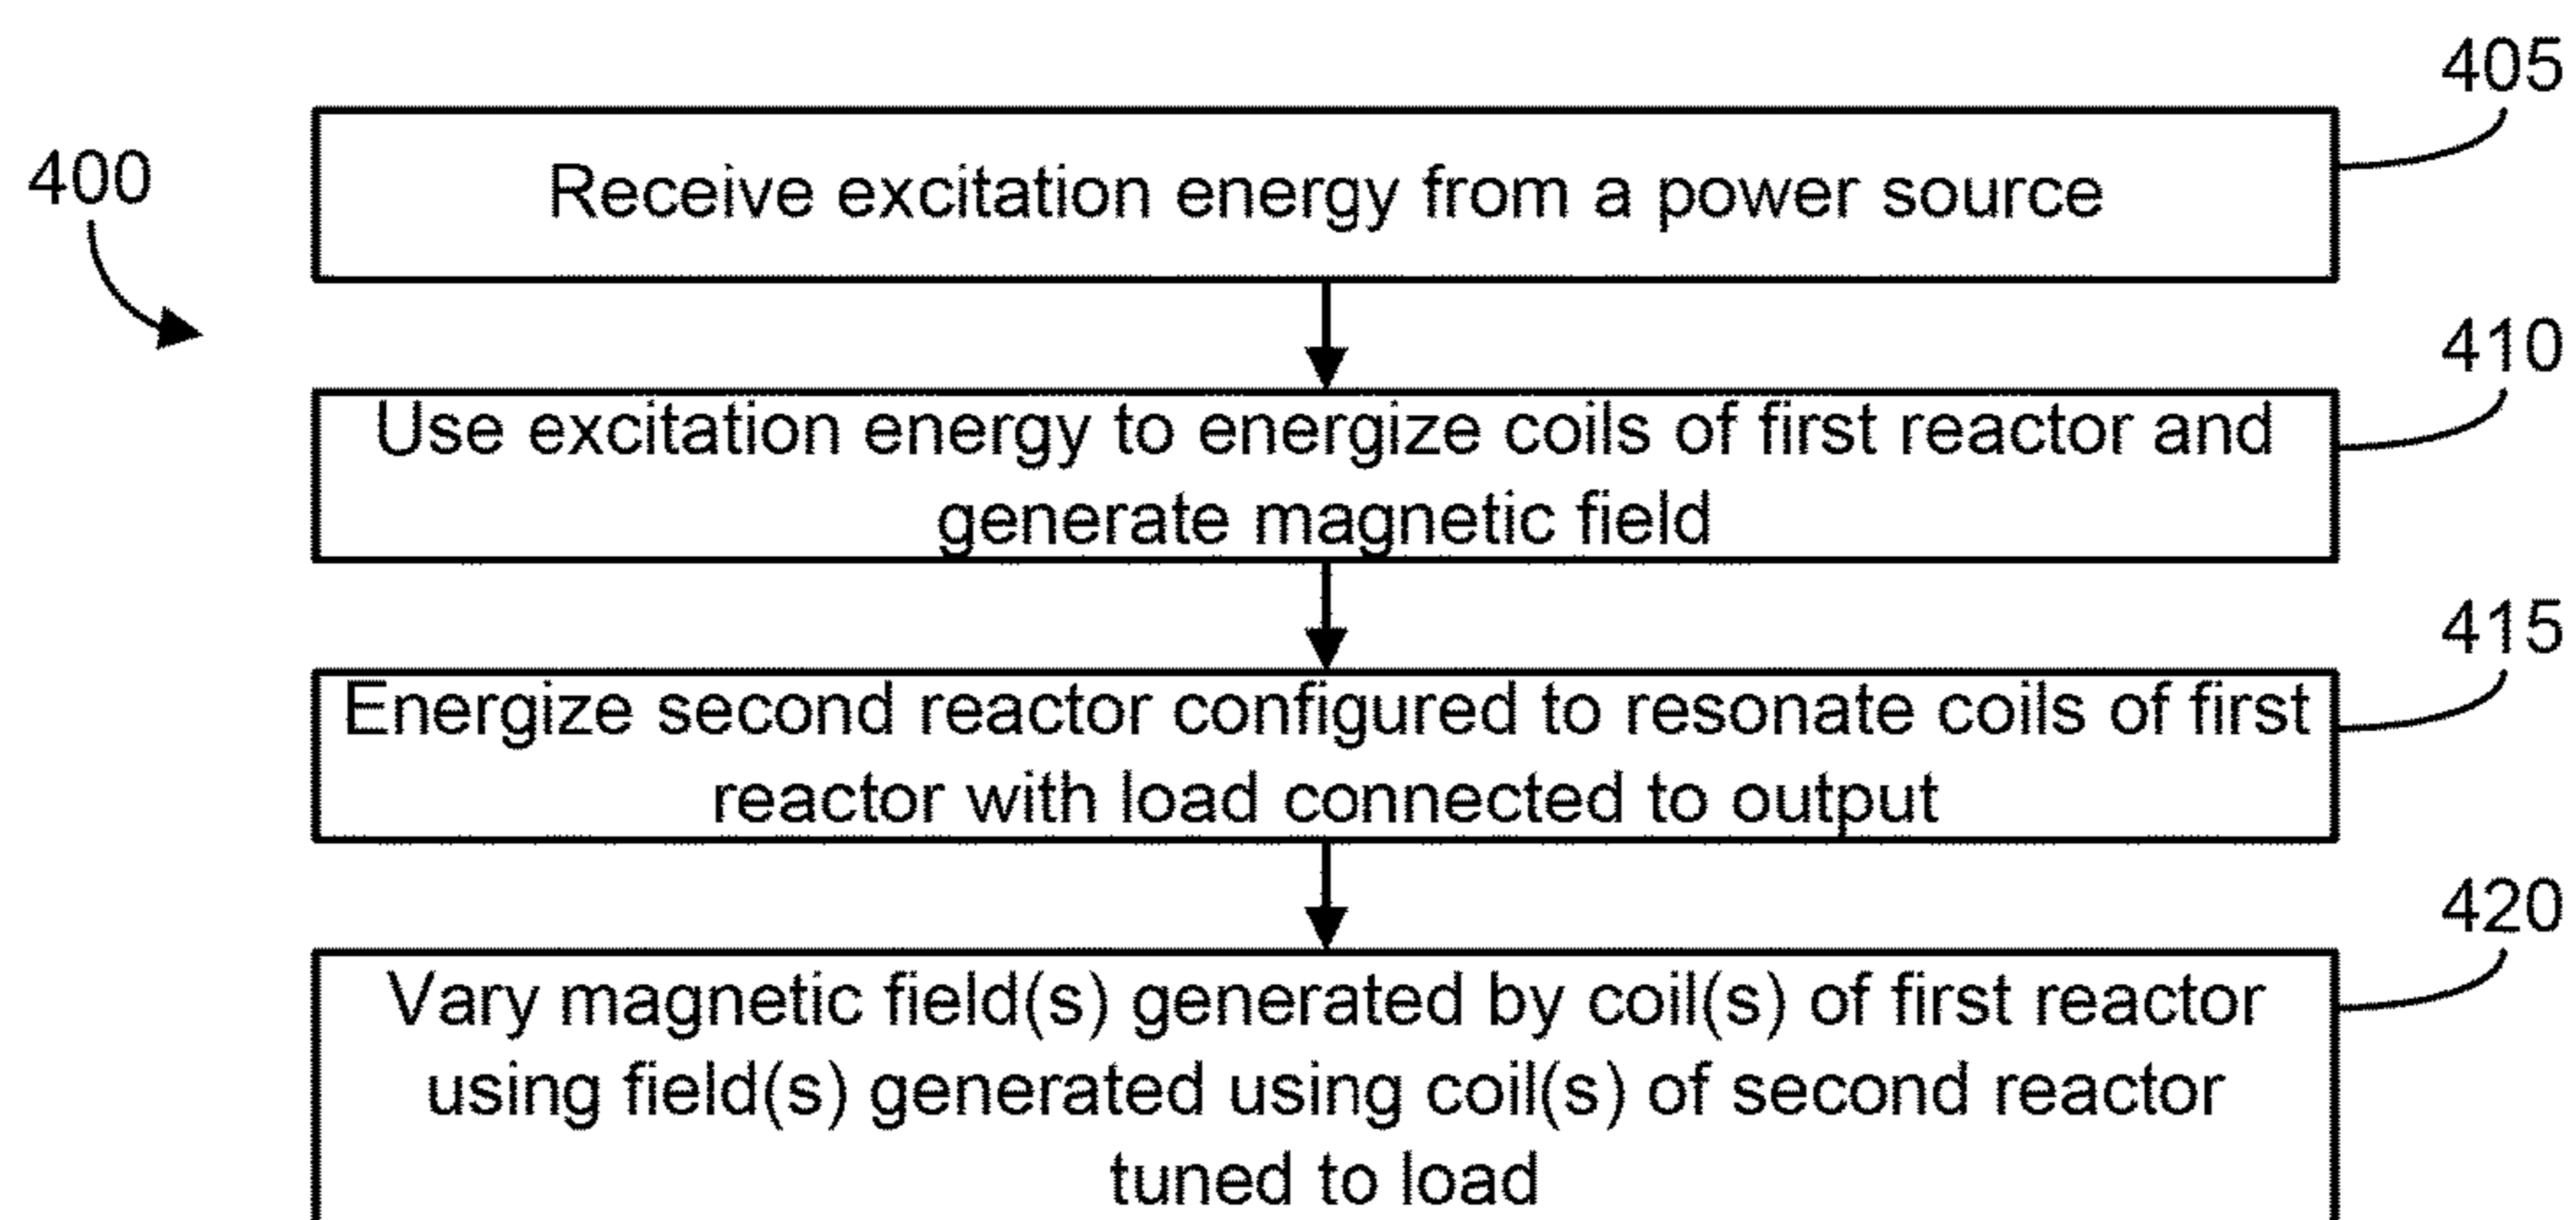 405
400
Receive excitation energy from a power source
410
Use excitation energy to energize coils of first reactor and
generate magnetic field
415
Energize second reactor configured to resonate coils of first
reactor with load connected to output
420
Vary magnetic field(s) generated by coil(s) of first reactor
using field(s) generated using coil(s) of second reactor
tuned to load